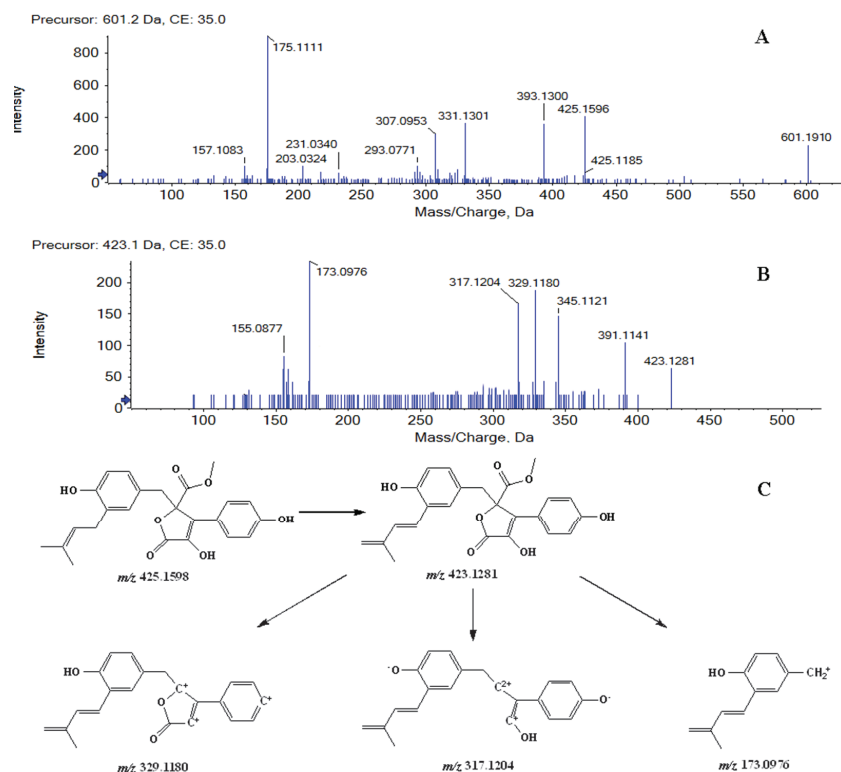 Precursor: 601.2 Da, CE: 35.0
A
Intensity
800
600
400
200
0
175.1111
157.1083
203.0324
231.0340
293.0771
307.0953
331.1301
393.1300
425.1596
425.1185
601.1910
100 150 200 250 300 350 400 450 500 550 600
Mass/Charge, Da
Precursor: 423.1 Da, CE: 35.0
B
Intensity
200
150
100
50
0
173.0976
155.0877
317.1204
329.1180
345.1121
391.1141
423.1281
100 150 200 250 300 350 400 450 500
Mass/Charge, Da
C
HO
O
O
O
O
OH
OH
m/z 425.1598
HO
O
O
O
O
OH
OH
m/z 423.1281
HO
C+
C+
O
O
C+
m/z 329.1180
-O
C2+
C+
OH
O-
m/z 317.1204
HO
CH2+
m/z 173.0976